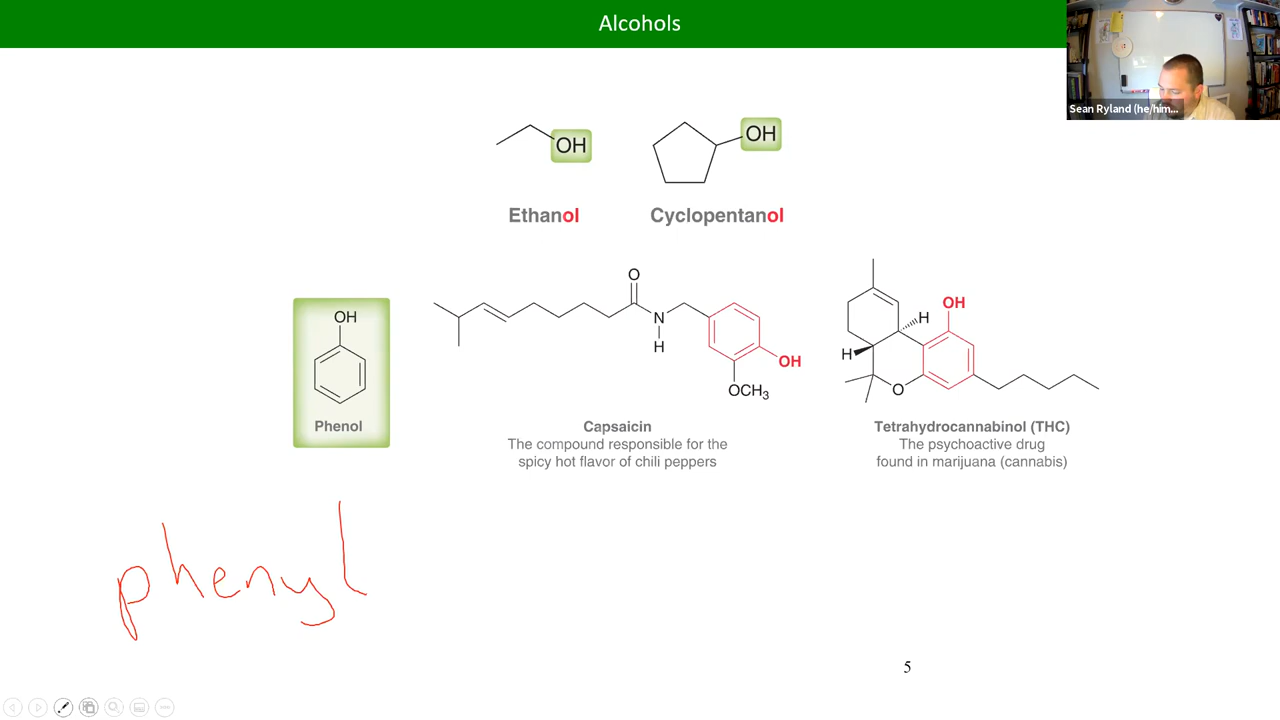 Alcohols
Sean Ryland (he/him...
OH
OH
Ethanol
Cyclopentanol
OH
Phenol
O
N
H
OH
OCH3
Capsaicin
The compound responsible for the
spicy hot flavor of chili peppers
OH
H
H
O
Tetrahydrocannabinol (THC)
The psychoactive drug
found in marijuana (cannabis)
phenyl
5